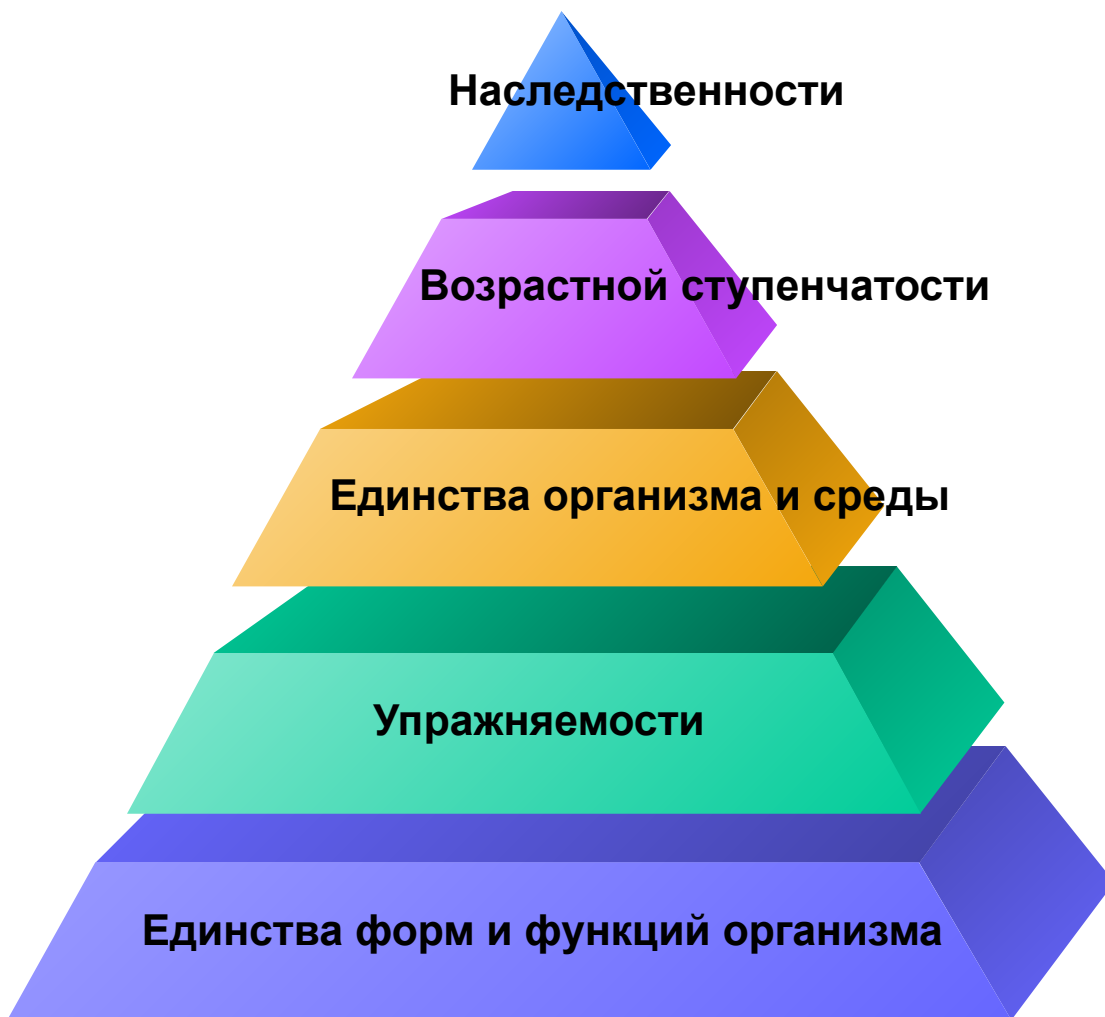 Наследственности
Возрастной ступенчатости
Единства организма и среды
Упражняемости
Единства форм и функций организма